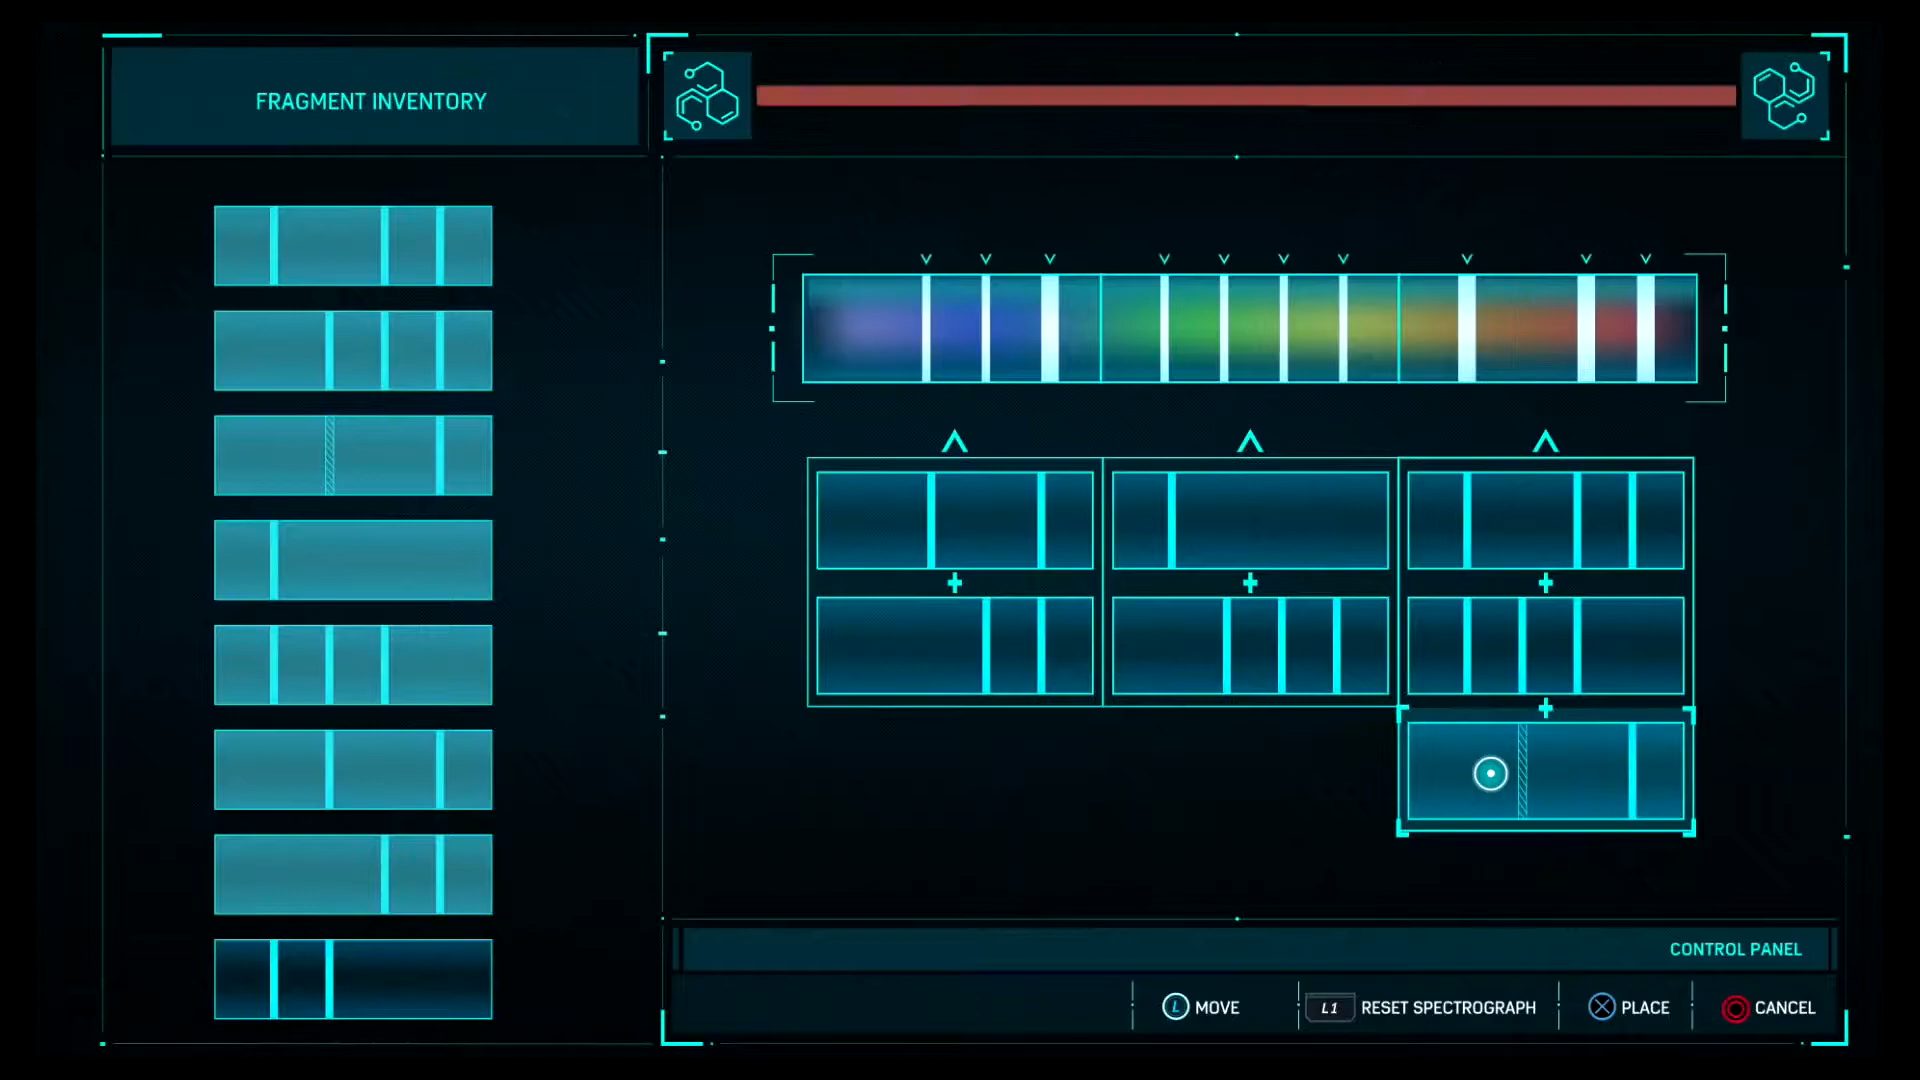 FRAGMENT INVENTORY
CONTROL PANEL
L MOVE
L1 RESET SPECTROGRAPH
PLACE
CANCEL